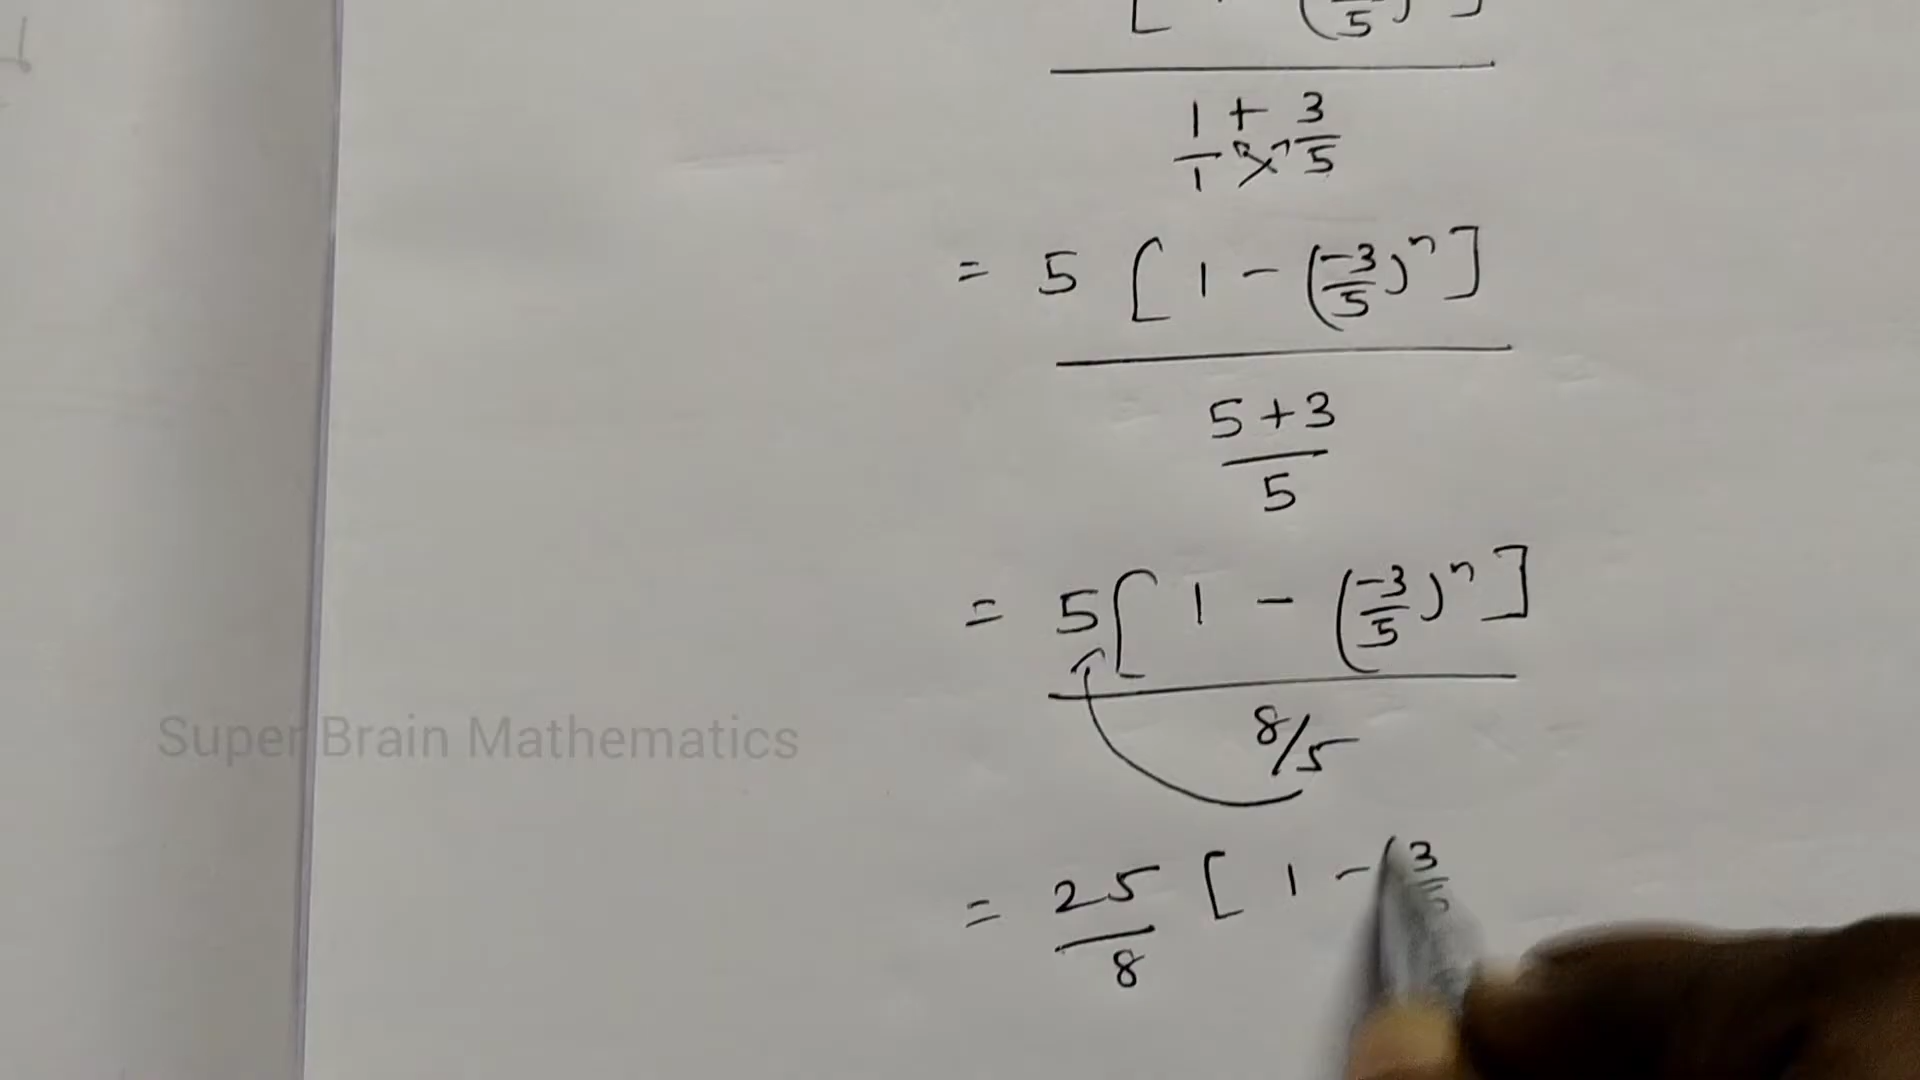 [ (/5) ]
1/1 + 3/5
= 5 [ 1 - (-3/5)^n ]
5 + 3
5
= 5 [ 1 - (-3/5)^n ]
8/5
Super Brain Mathematics
= 25/8 [ 1 - (3/